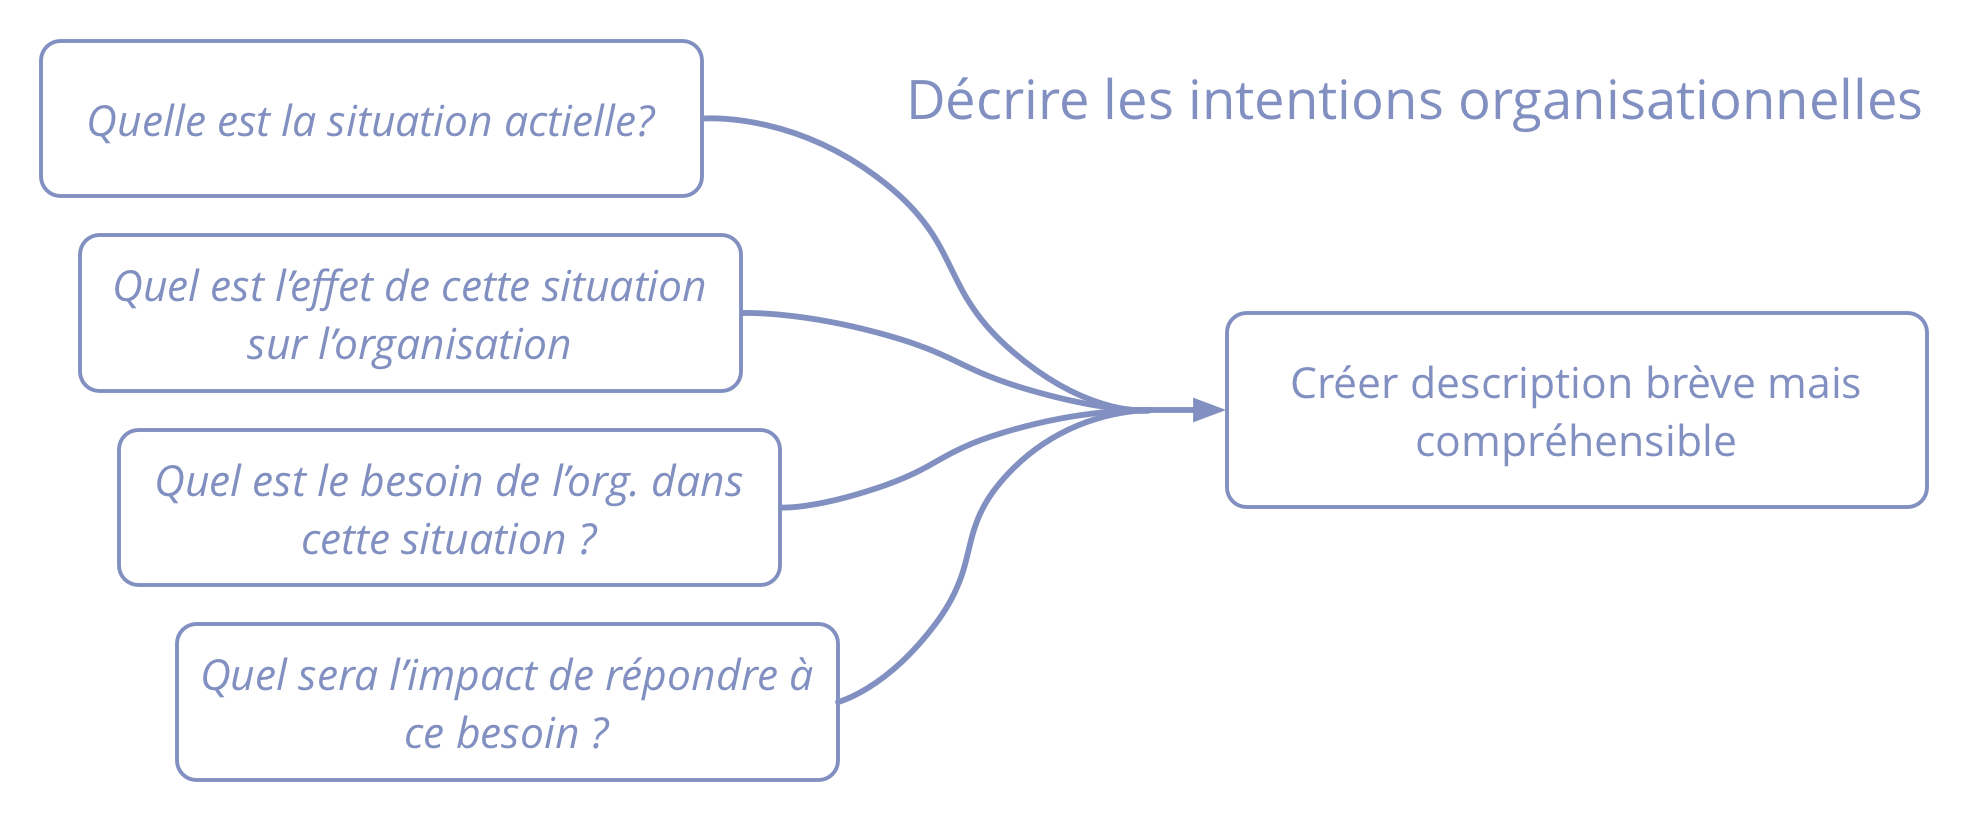 Décrire les intentions organisationnelles
Quelle est la situation actielle?
Quel est l’effet de cette situation
sur l’organisation
Quel est le besoin de l’org. dans
cette situation ?
Quel sera l’impact de répondre à
ce besoin ?
Créer description brève mais
compréhensible